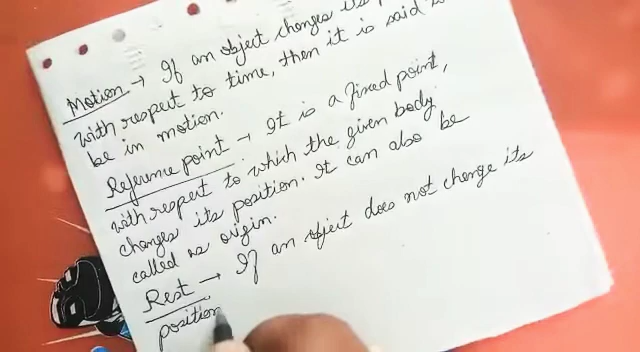 Motion → If an object changes its
with respect to time, then it is said
be in motion.
Reference point → It is a fixed point,
with respect to which the given body
changes its position. It can also be
called as origin.
Rest → If an object does not change its
position